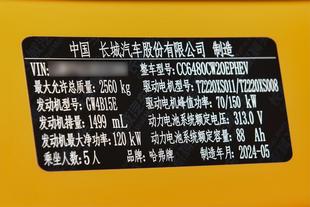 中国 长城汽车股份有限公司 制造
VIN: 整车型号:CC6480CW20EPHEV
最大允许总质量: 2560 kg 驱动电机型号:TZ220XS011/TZ220XS008
发动机型号:GW4B15E 驱动电机峰值功率:70/150 kW
发动机排量: 1499 mL 动力电池系统额定电压: 313.0 V
发动机最大净功率:120 kW 动力电池系统额定容量: 88 Ah
乘坐人数:5人 品牌: 哈弗牌 制造年月:2024-05